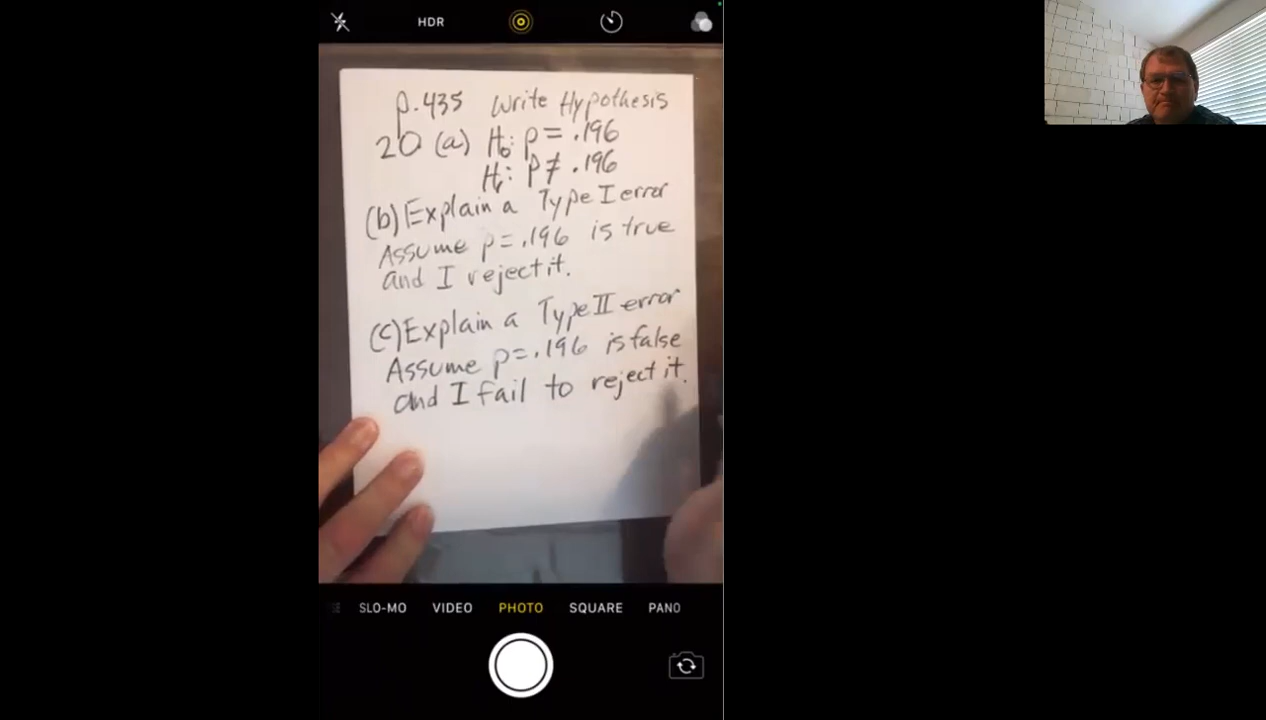 HDR
p.435 Write Hypothesis
20 (a) H₀: p = .196
H₁: p ≠ .196
(b) Explain a Type I error
Assume p = .196 is true
and I reject it.
(c) Explain a Type II error
Assume p = .196 is false
and I fail to reject it.
SLO-MO VIDEO PHOTO SQUARE PANO